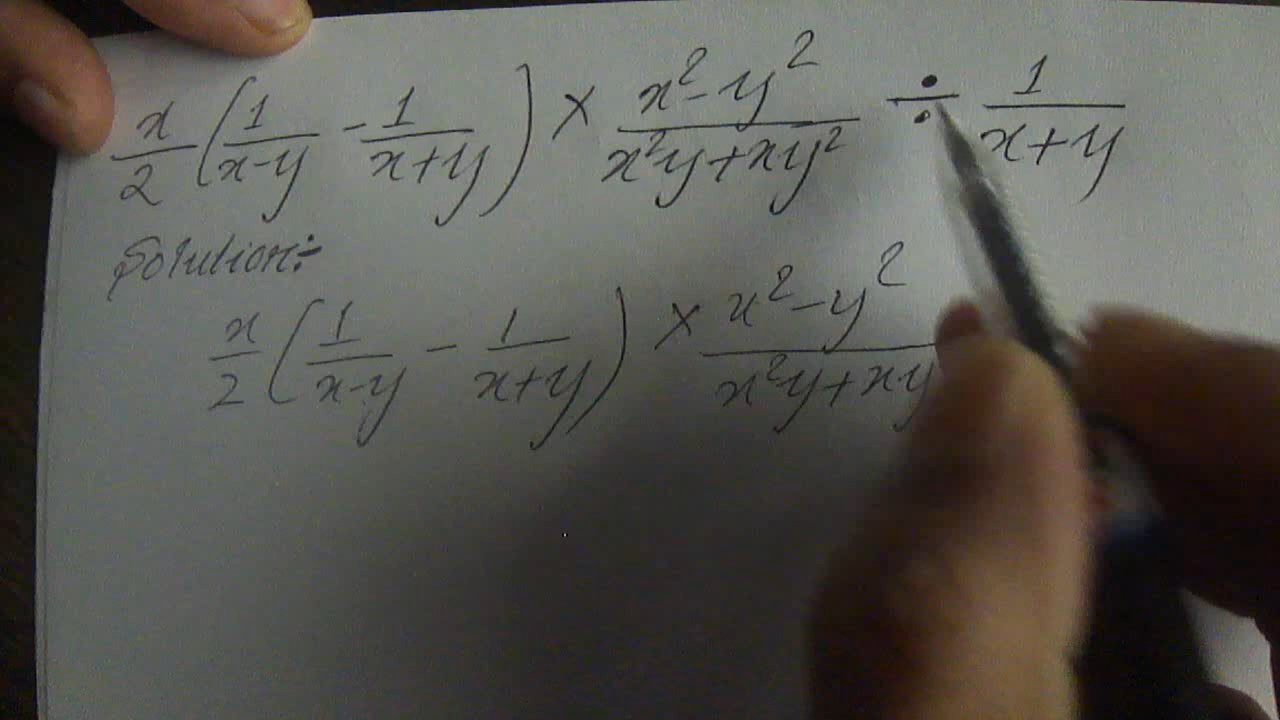 x/2 (1/x-y - 1/x+y) × x²-y²/x²y+xy² ÷ 1/x+y
Solution:-
x/2 (1/x-y - 1/x+y) × x²-y²/x²y+xy